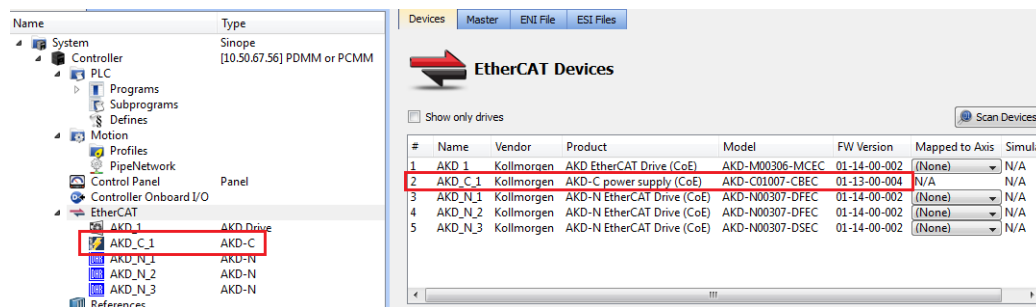 Name Type
System Sinope
Controller [10.50.67.56] PDMM or PCMM
PLC
Programs
Subprograms
Defines
Motion
Profiles
PipeNetwork
Control Panel Panel
Controller Onboard I/O
EtherCAT
AKD_1 AKD Drive
AKD_C_1 AKD-C
AKD_N_1 AKD-N
AKD_N_2 AKD-N
AKD_N_3 AKD-N
References
Devices Master ENI File ESI Files
EtherCAT Devices
Show only drives Scan Devices
# Name Vendor Product Model FW Version Mapped to Axis Simula
1 AKD_1 Kollmorgen AKD EtherCAT Drive (CoE) AKD-M00306-MCEC 01-14-00-002 (None) N/A
2 AKD_C_1 Kollmorgen AKD-C power supply (CoE) AKD-C01007-CBEC 01-13-00-004 N/A N/A
3 AKD_N_1 Kollmorgen AKD-N EtherCAT Drive (CoE) AKD-N00307-DFEC 01-14-00-002 (None) N/A
4 AKD_N_2 Kollmorgen AKD-N EtherCAT Drive (CoE) AKD-N00307-DFEC 01-14-00-002 (None) N/A
5 AKD_N_3 Kollmorgen AKD-N EtherCAT Drive (CoE) AKD-N00307-DSEC 01-14-00-002 (None) N/A